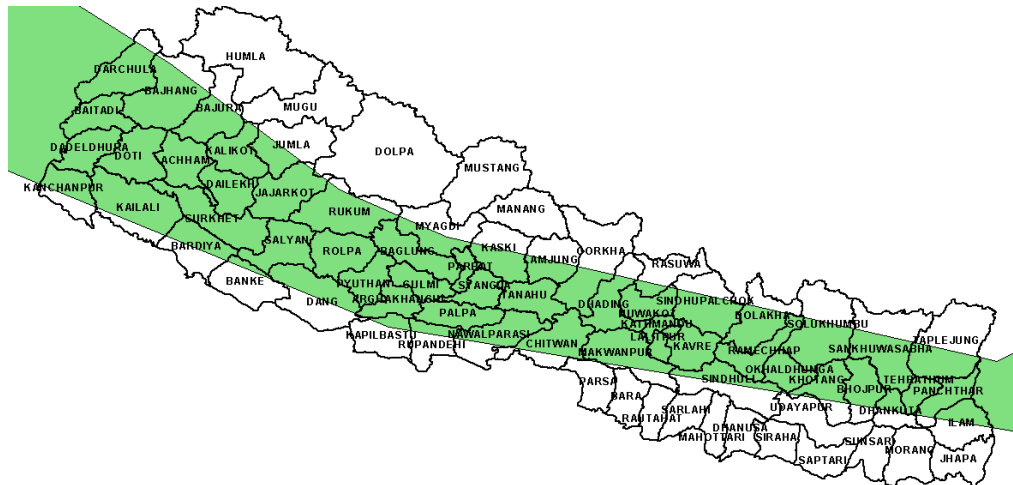 HUMLA
DARCHULA
BAJHANG
MUGU
BAJURA
BAITADI
JUMLA
DADELDHURA
DOTI
ACHHAM
KALIKOT
DOLPA
MUSTANG
KANCHANPUR
DAILEKH
JAJARKOT
KAILALI
SURKHET
RUKUM
MANANG
MYAGDI
BARDIYA
SALYAN
ROLPA
BAGLUNG
KASKI
GORKHA
LAMJUNG
PARBAT
RASUWA
BANKE
PYUTHAN
GULMI
SYANGJA
TANAHU
DANG
ARGHAKHANCHI
DHADING
SINDHUPALCHOK
NUWAKOT
PALPA
KATHMANDU
DOLAKHA
SOLUKHUMBU
KAPILBASTU
NAWALPARASI
LALITPUR
TAPLEJUNG
RUPANDEHI
CHITWAN
MAKWANPUR
KAVRE
RAMECHHAP
SANKHUWASABHA
OKHALDHUNGA
PARSA
SINDHULI
KHOTANG
TEHRATHUM
BHOJPUR
PANCHTHAR
BARA
SARLAHI
UDAYAPUR
DHANKUTA
RAUTAHAT
ILAM
DHANUSA
MAHOTTARI
SIRAHA
SUNSARI
MORANG
SAPTARI
JHAPA